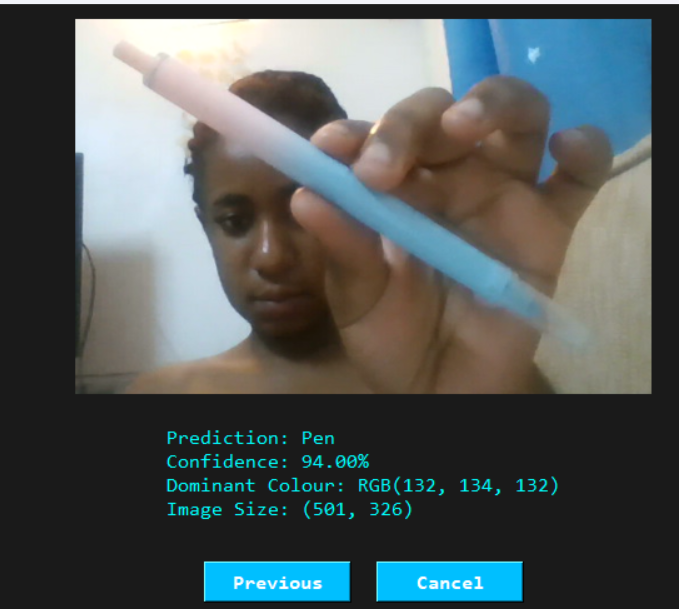 Prediction: Pen
Confidence: 94.00%
Dominant Colour: RGB(132, 134, 132)
Image Size: (501, 326)
Previous
Cancel